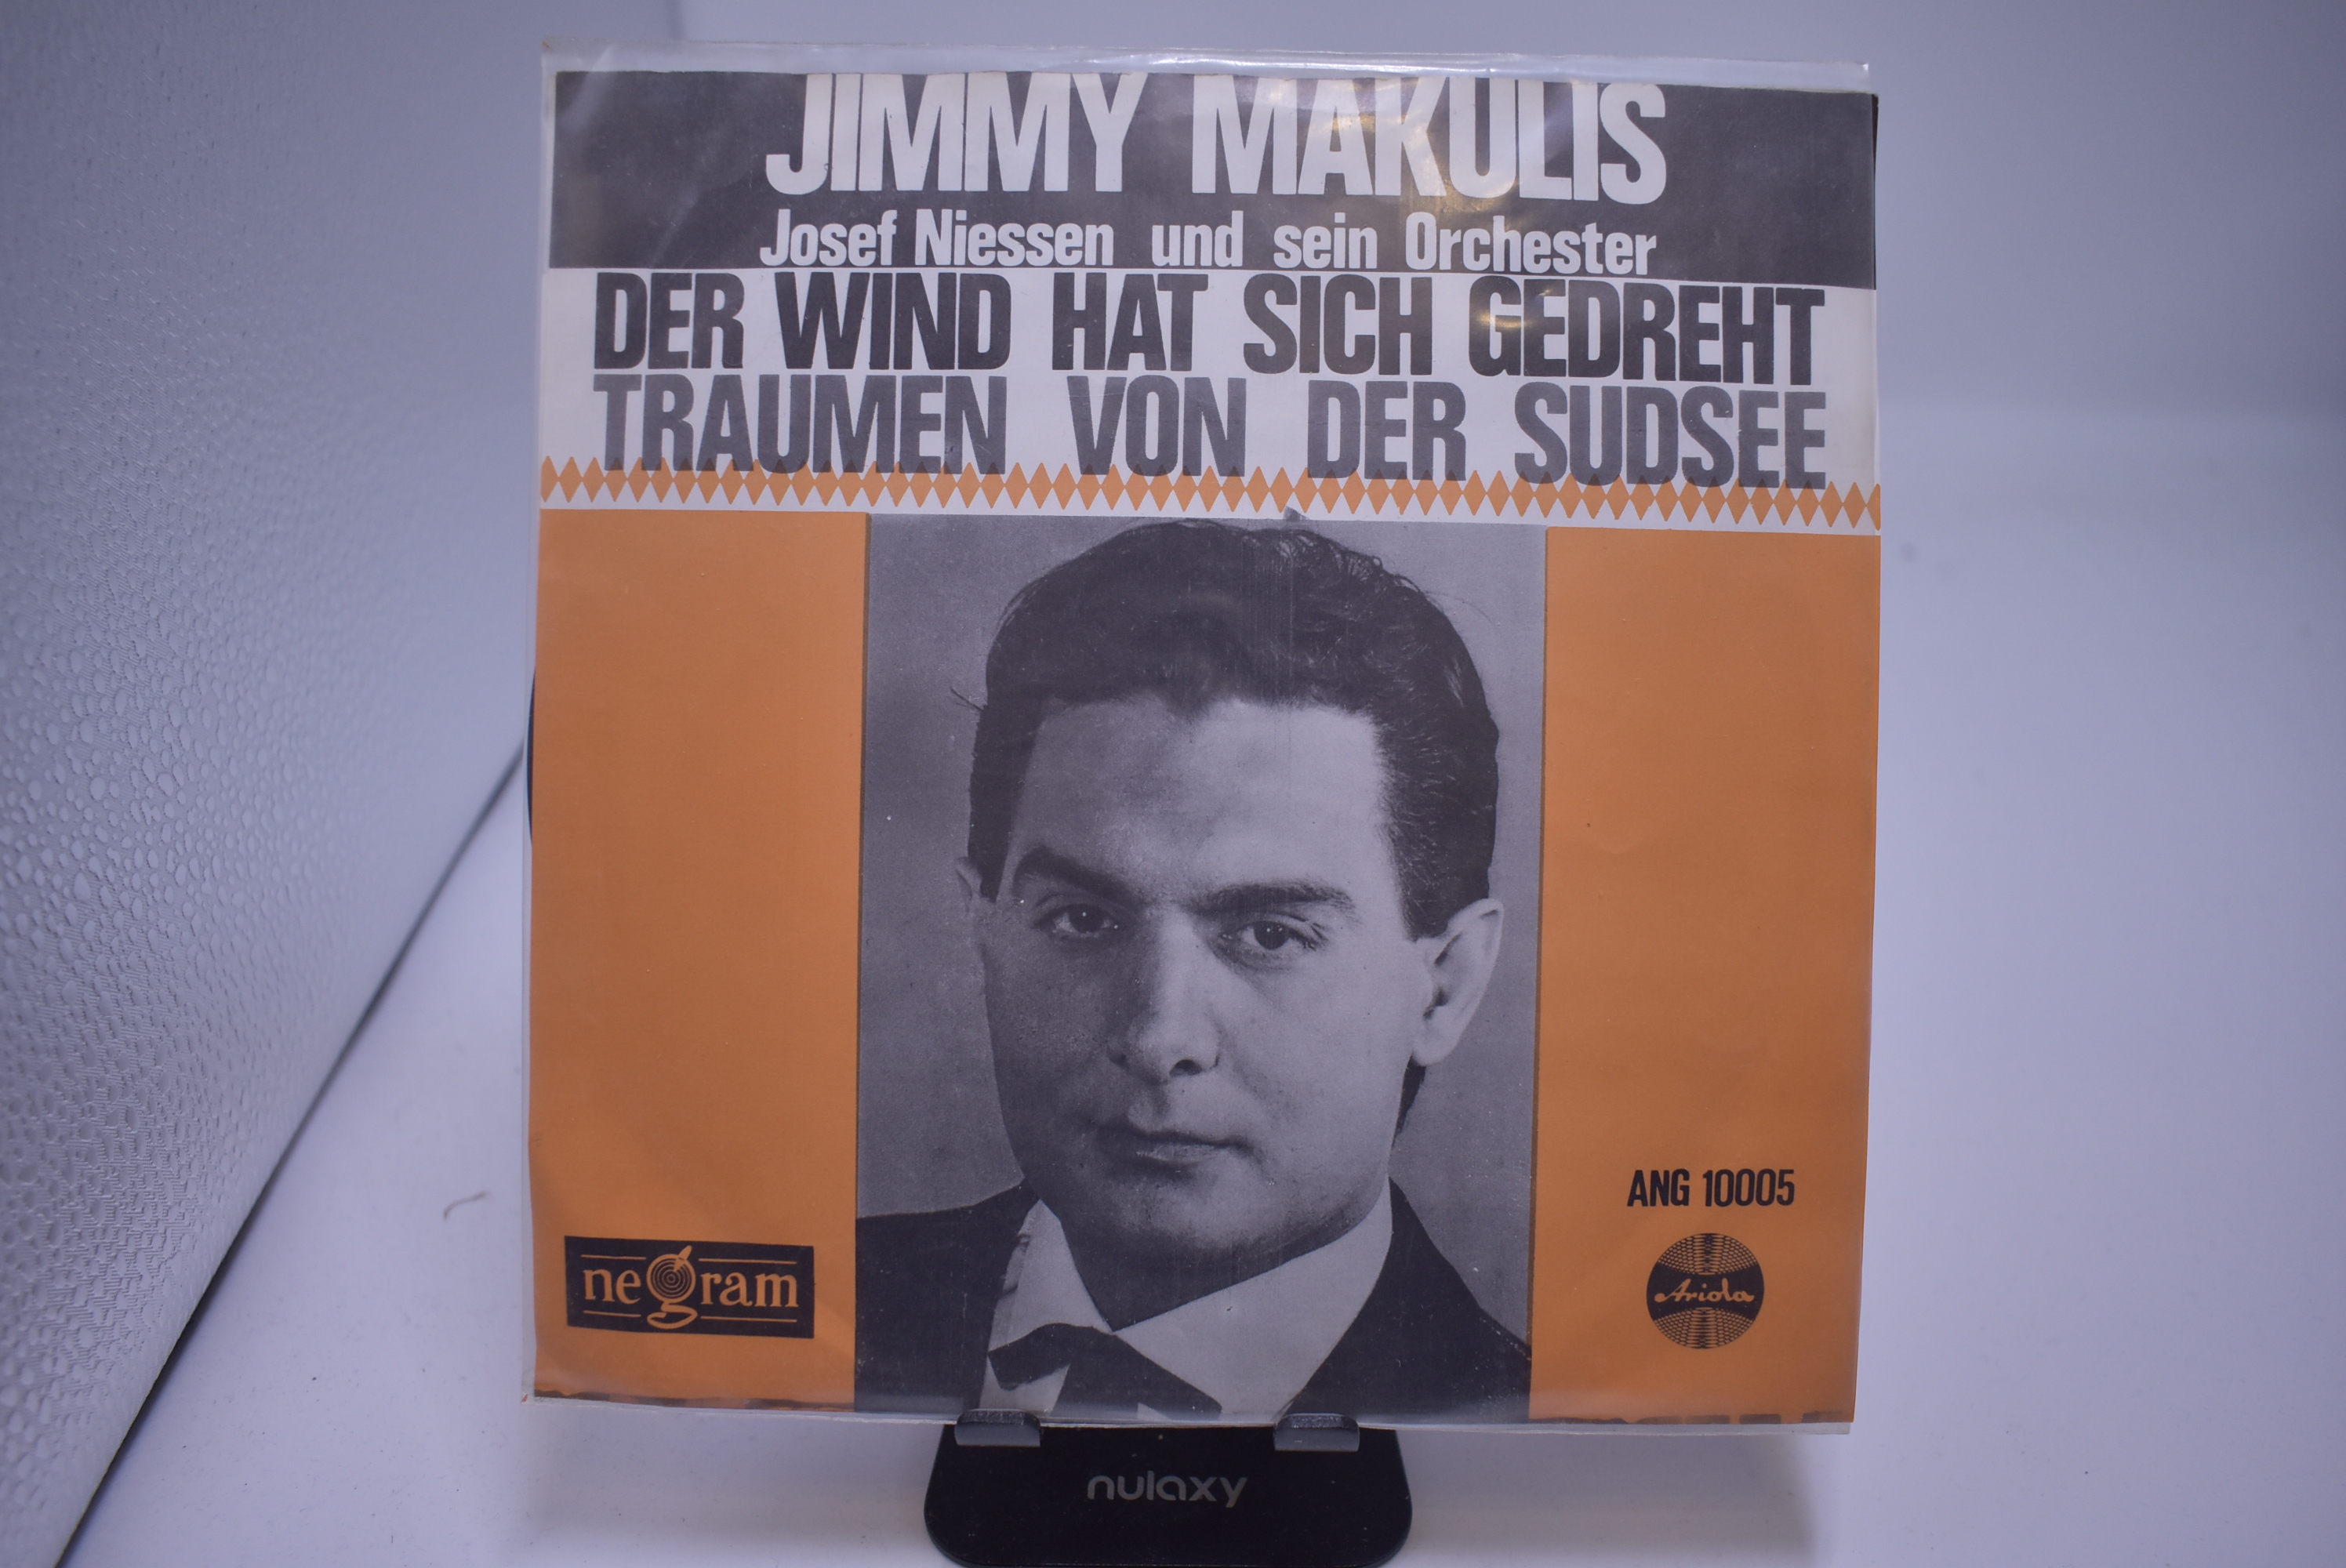 JIMMY MAKULIS
Josef Niessen und sein Orchester
DER WIND HAT SICH GEDREHT
TRAUMEN VON DER SUDSEE
ANG 10005
negram
Ariola
nulaxy